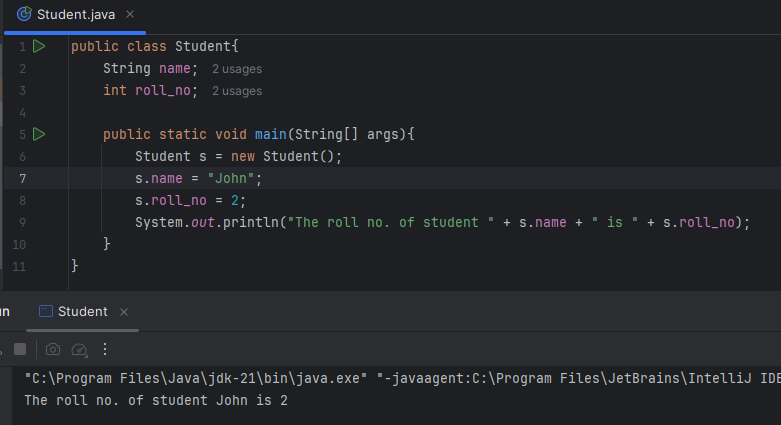 Student.java ×
1 public class Student{
2 String name; 2 usages
3 int roll_no; 2 usages
4
5 public static void main(String[] args){
6 Student s = new Student();
7 s.name = "John";
8 s.roll_no = 2;
9 System.out.println("The roll no. of student " + s.name + " is " + s.roll_no);
10 }
11 }
Student ×
"C:\Program Files\Java\jdk-21\bin\java.exe" "-javaagent:C:\Program Files\JetBrains\IntelliJ IDE
The roll no. of student John is 2